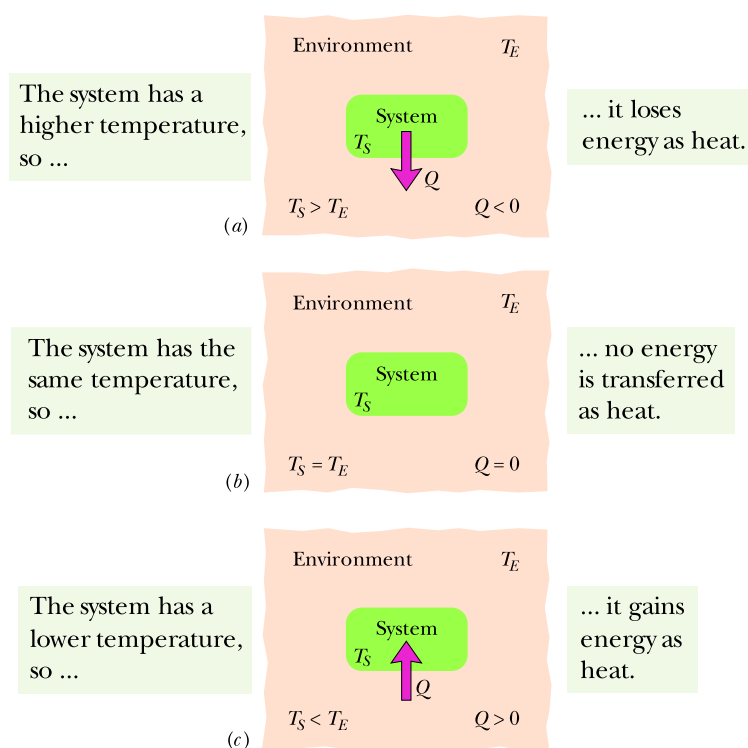 The system has a
higher temperature,
so ...
Environment
T_E
System
T_S
Q
T_S > T_E
Q < 0
... it loses
energy as heat.
(a)
The system has the
same temperature,
so ...
Environment
T_E
System
T_S
T_S = T_E
Q = 0
... no energy
is transferred
as heat.
(b)
The system has a
lower temperature,
so ...
Environment
T_E
System
T_S
Q
T_S < T_E
Q > 0
... it gains
energy as
heat.
(c)